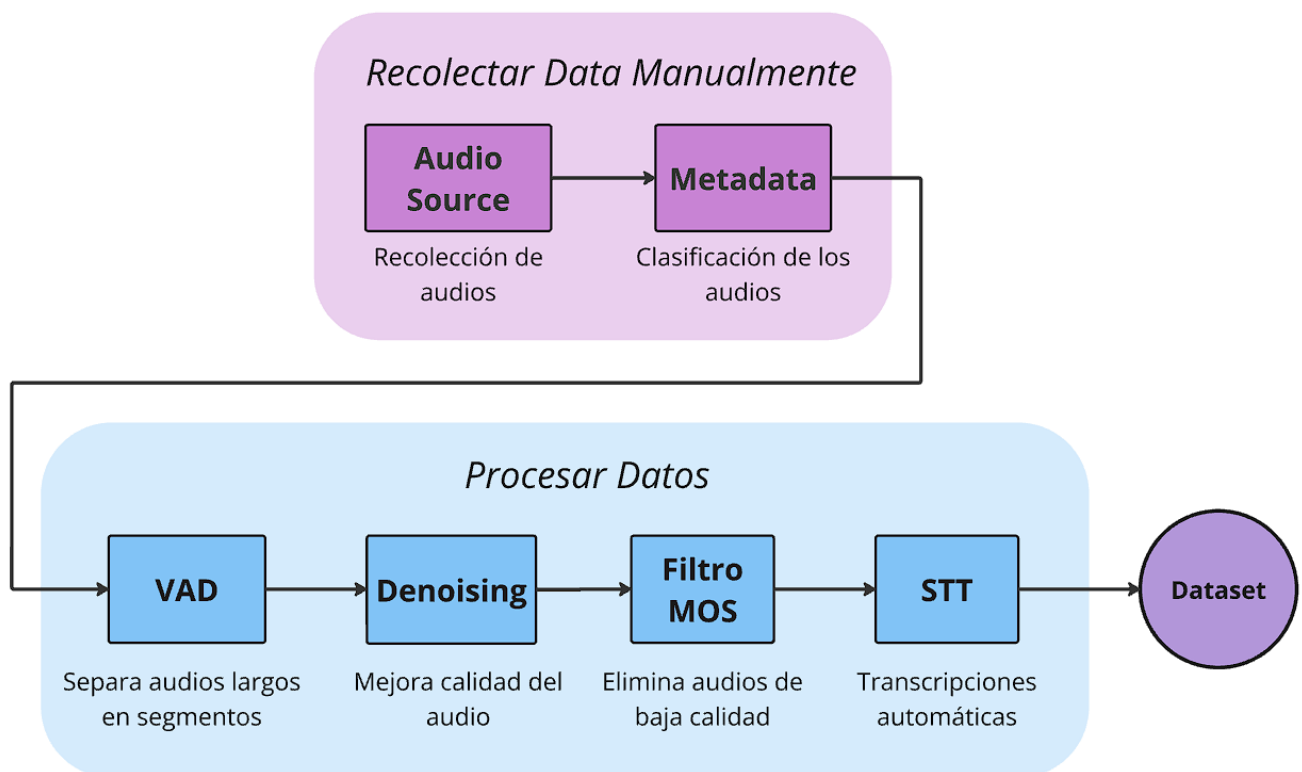 Recolectar Data Manualmente
Audio
Source
Metadata
Recolección de
audios
Clasificación de los
audios
Procesar Datos
VAD
Denoising
Filtro
MOS
STT
Dataset
Separa audios largos
en segmentos
Mejora calidad del
audio
Elimina audios de
baja calidad
Transcripciones
automáticas